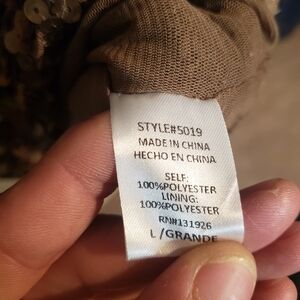 STYLE#5019
MADE IN CHINA
HECHO EN CHINA
SELF:
100%POLYESTER
LINING:
100%POLYESTER
RN#131926
L /GRANDE